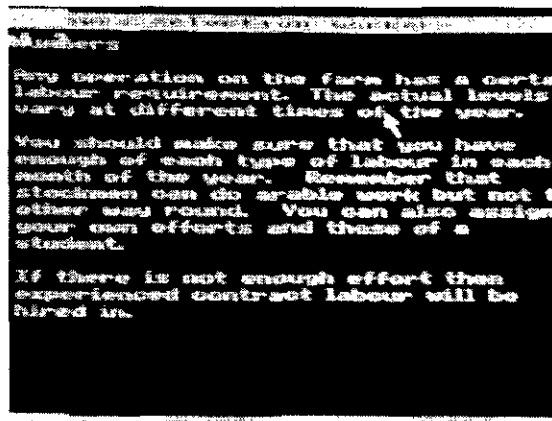 Numbers
Any operation on the farm has a certa
labour requirement. The actual levels
vary at different times of the year.
You should make sure that you have
enough of each type of labour in each
month of the year. Remember that
stockmen can do arable work but not t
other way round. You can also assign
your own efforts and those of a
student.
If there is not enough effort then
experienced contract labour will be
hired in.